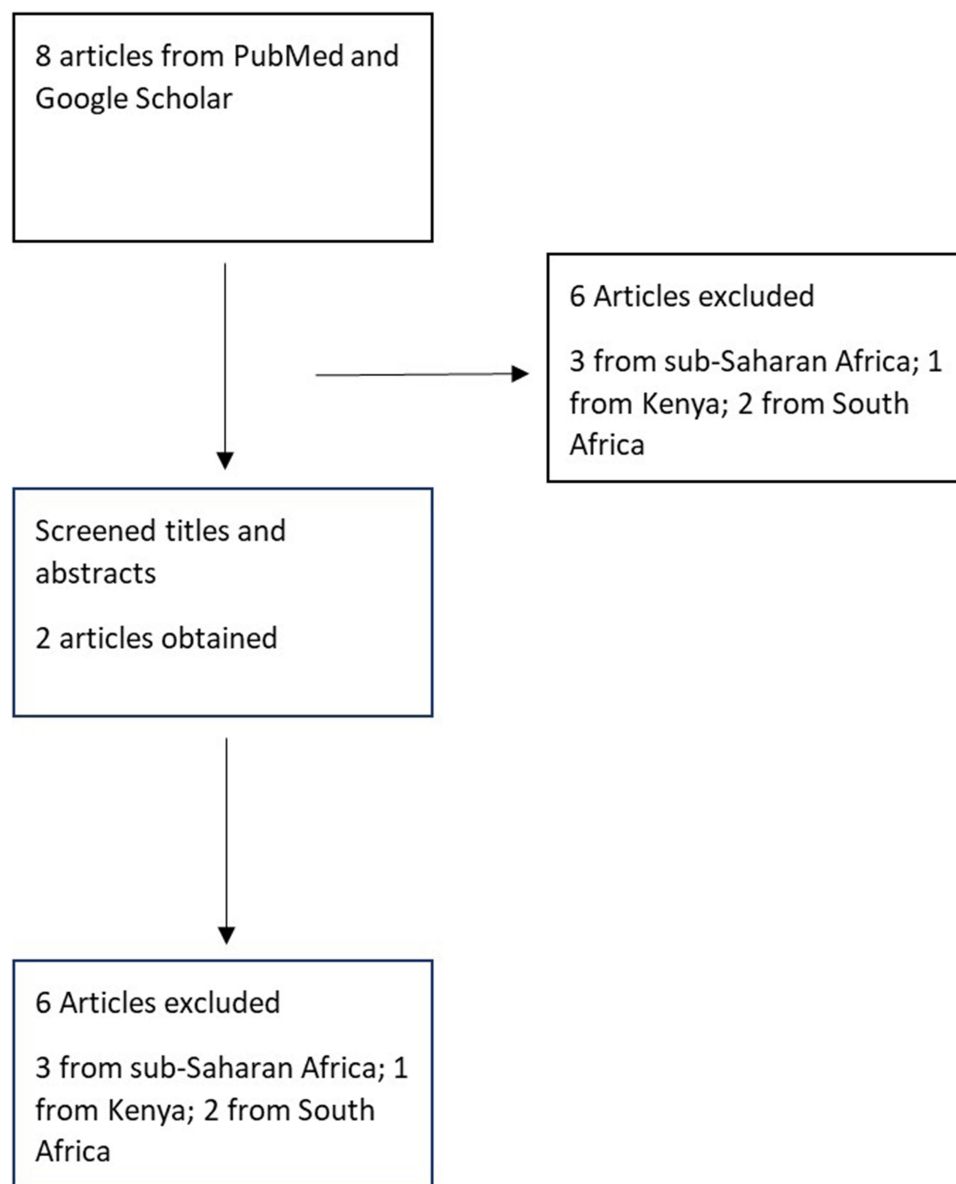 8 articles from PubMed and
Google Scholar
6 Articles excluded
3 from sub-Saharan Africa; 1
from Kenya; 2 from South
Africa
Screened titles and
abstracts
2 articles obtained
6 Articles excluded
3 from sub-Saharan Africa; 1
from Kenya; 2 from South
Africa